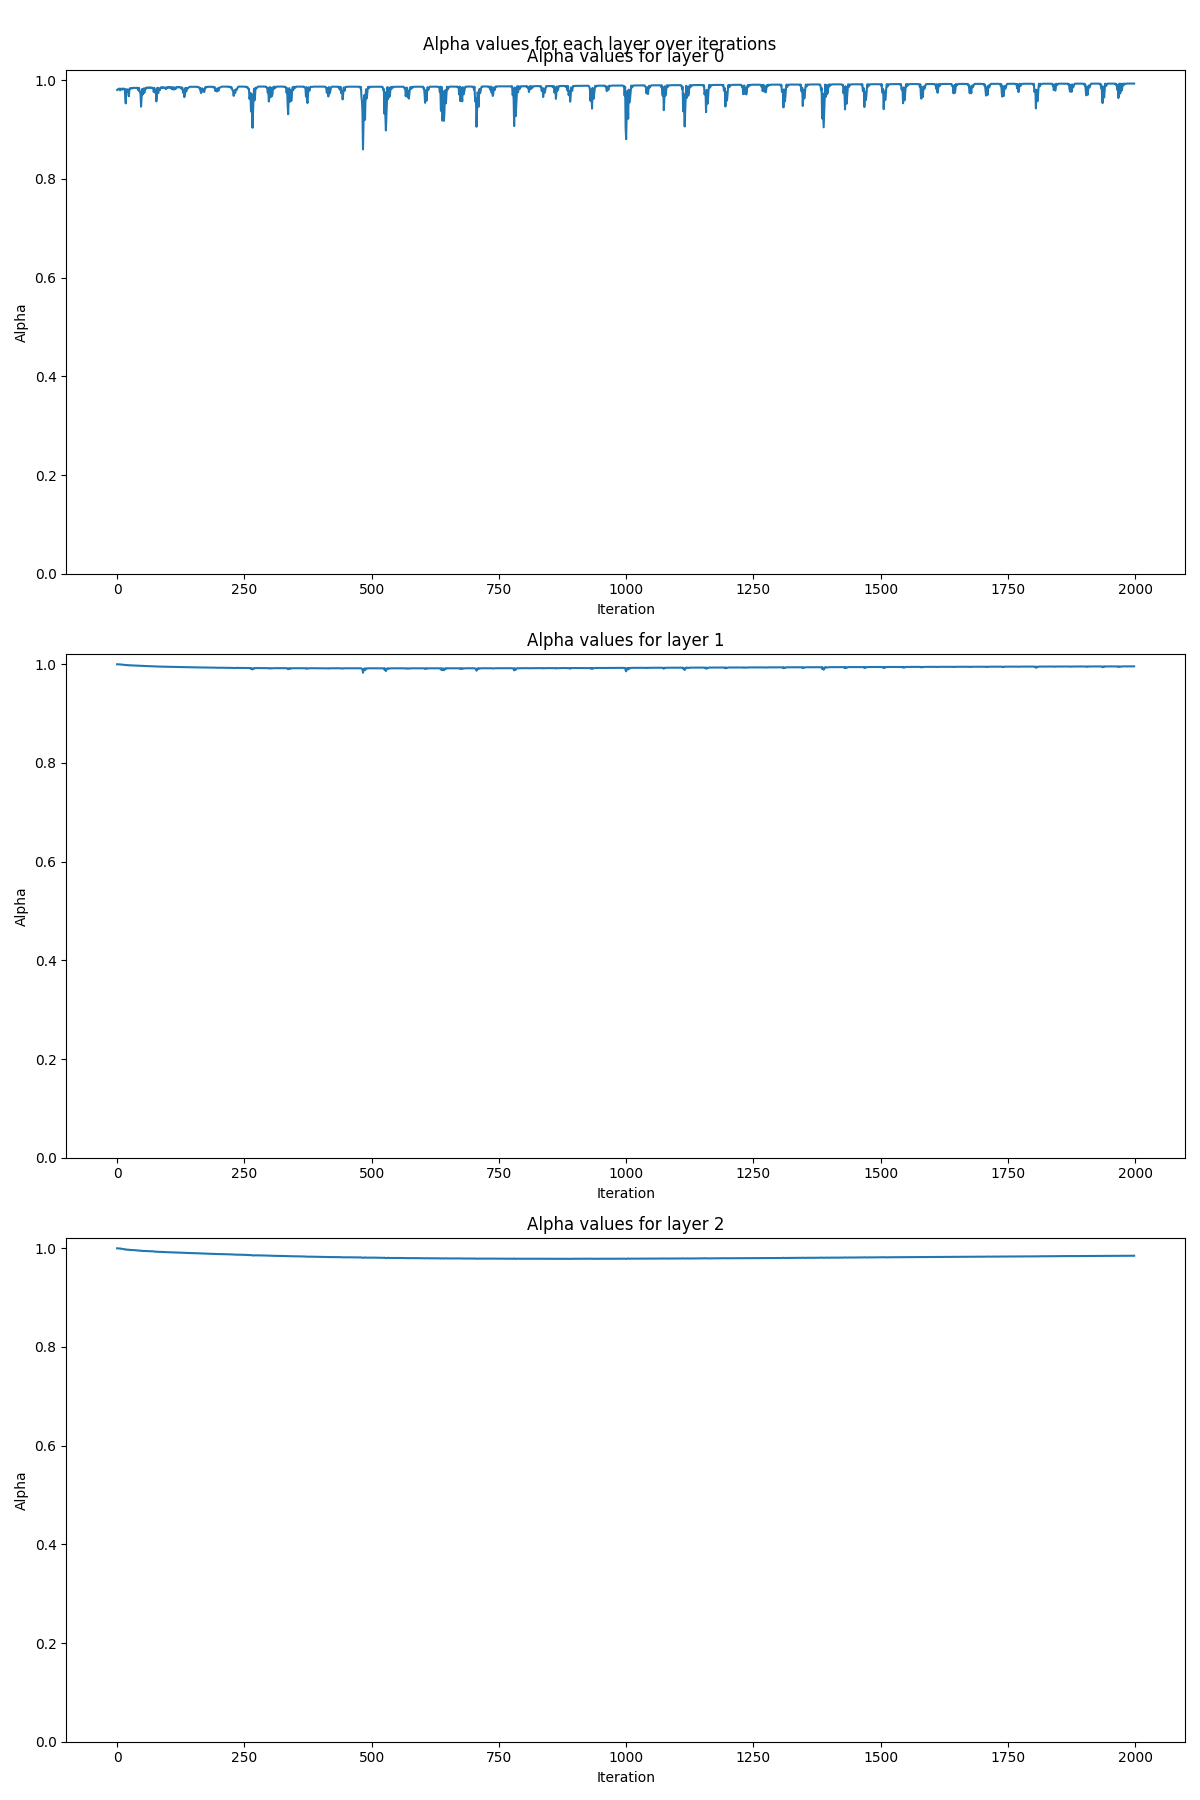 Alpha values for each layer over iterations
Alpha values for layer 0
1.0
0.8
0.6
0.4
0.2
0.0
Alpha
0 250 500 750 1000 1250 1500 1750 2000
Iteration
Alpha values for layer 1
1.0
0.8
0.6
0.4
0.2
0.0
Alpha
0 250 500 750 1000 1250 1500 1750 2000
Iteration
Alpha values for layer 2
1.0
0.8
0.6
0.4
0.2
0.0
Alpha
0 250 500 750 1000 1250 1500 1750 2000
Iteration